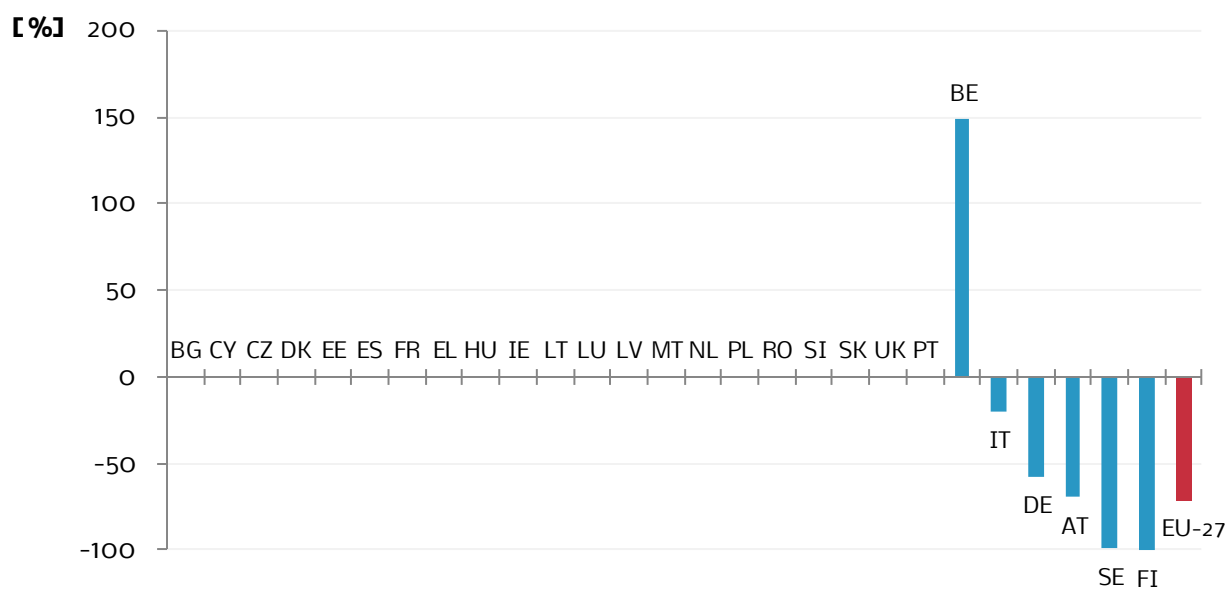 [%] 200
BE
150
100
50
BG CY CZ DK EE ES FR EL HU IE LT LU LV MT NL PL RO SI SK UK PT
0
IT
-50
DE
AT
EU-27
-100
SE FI